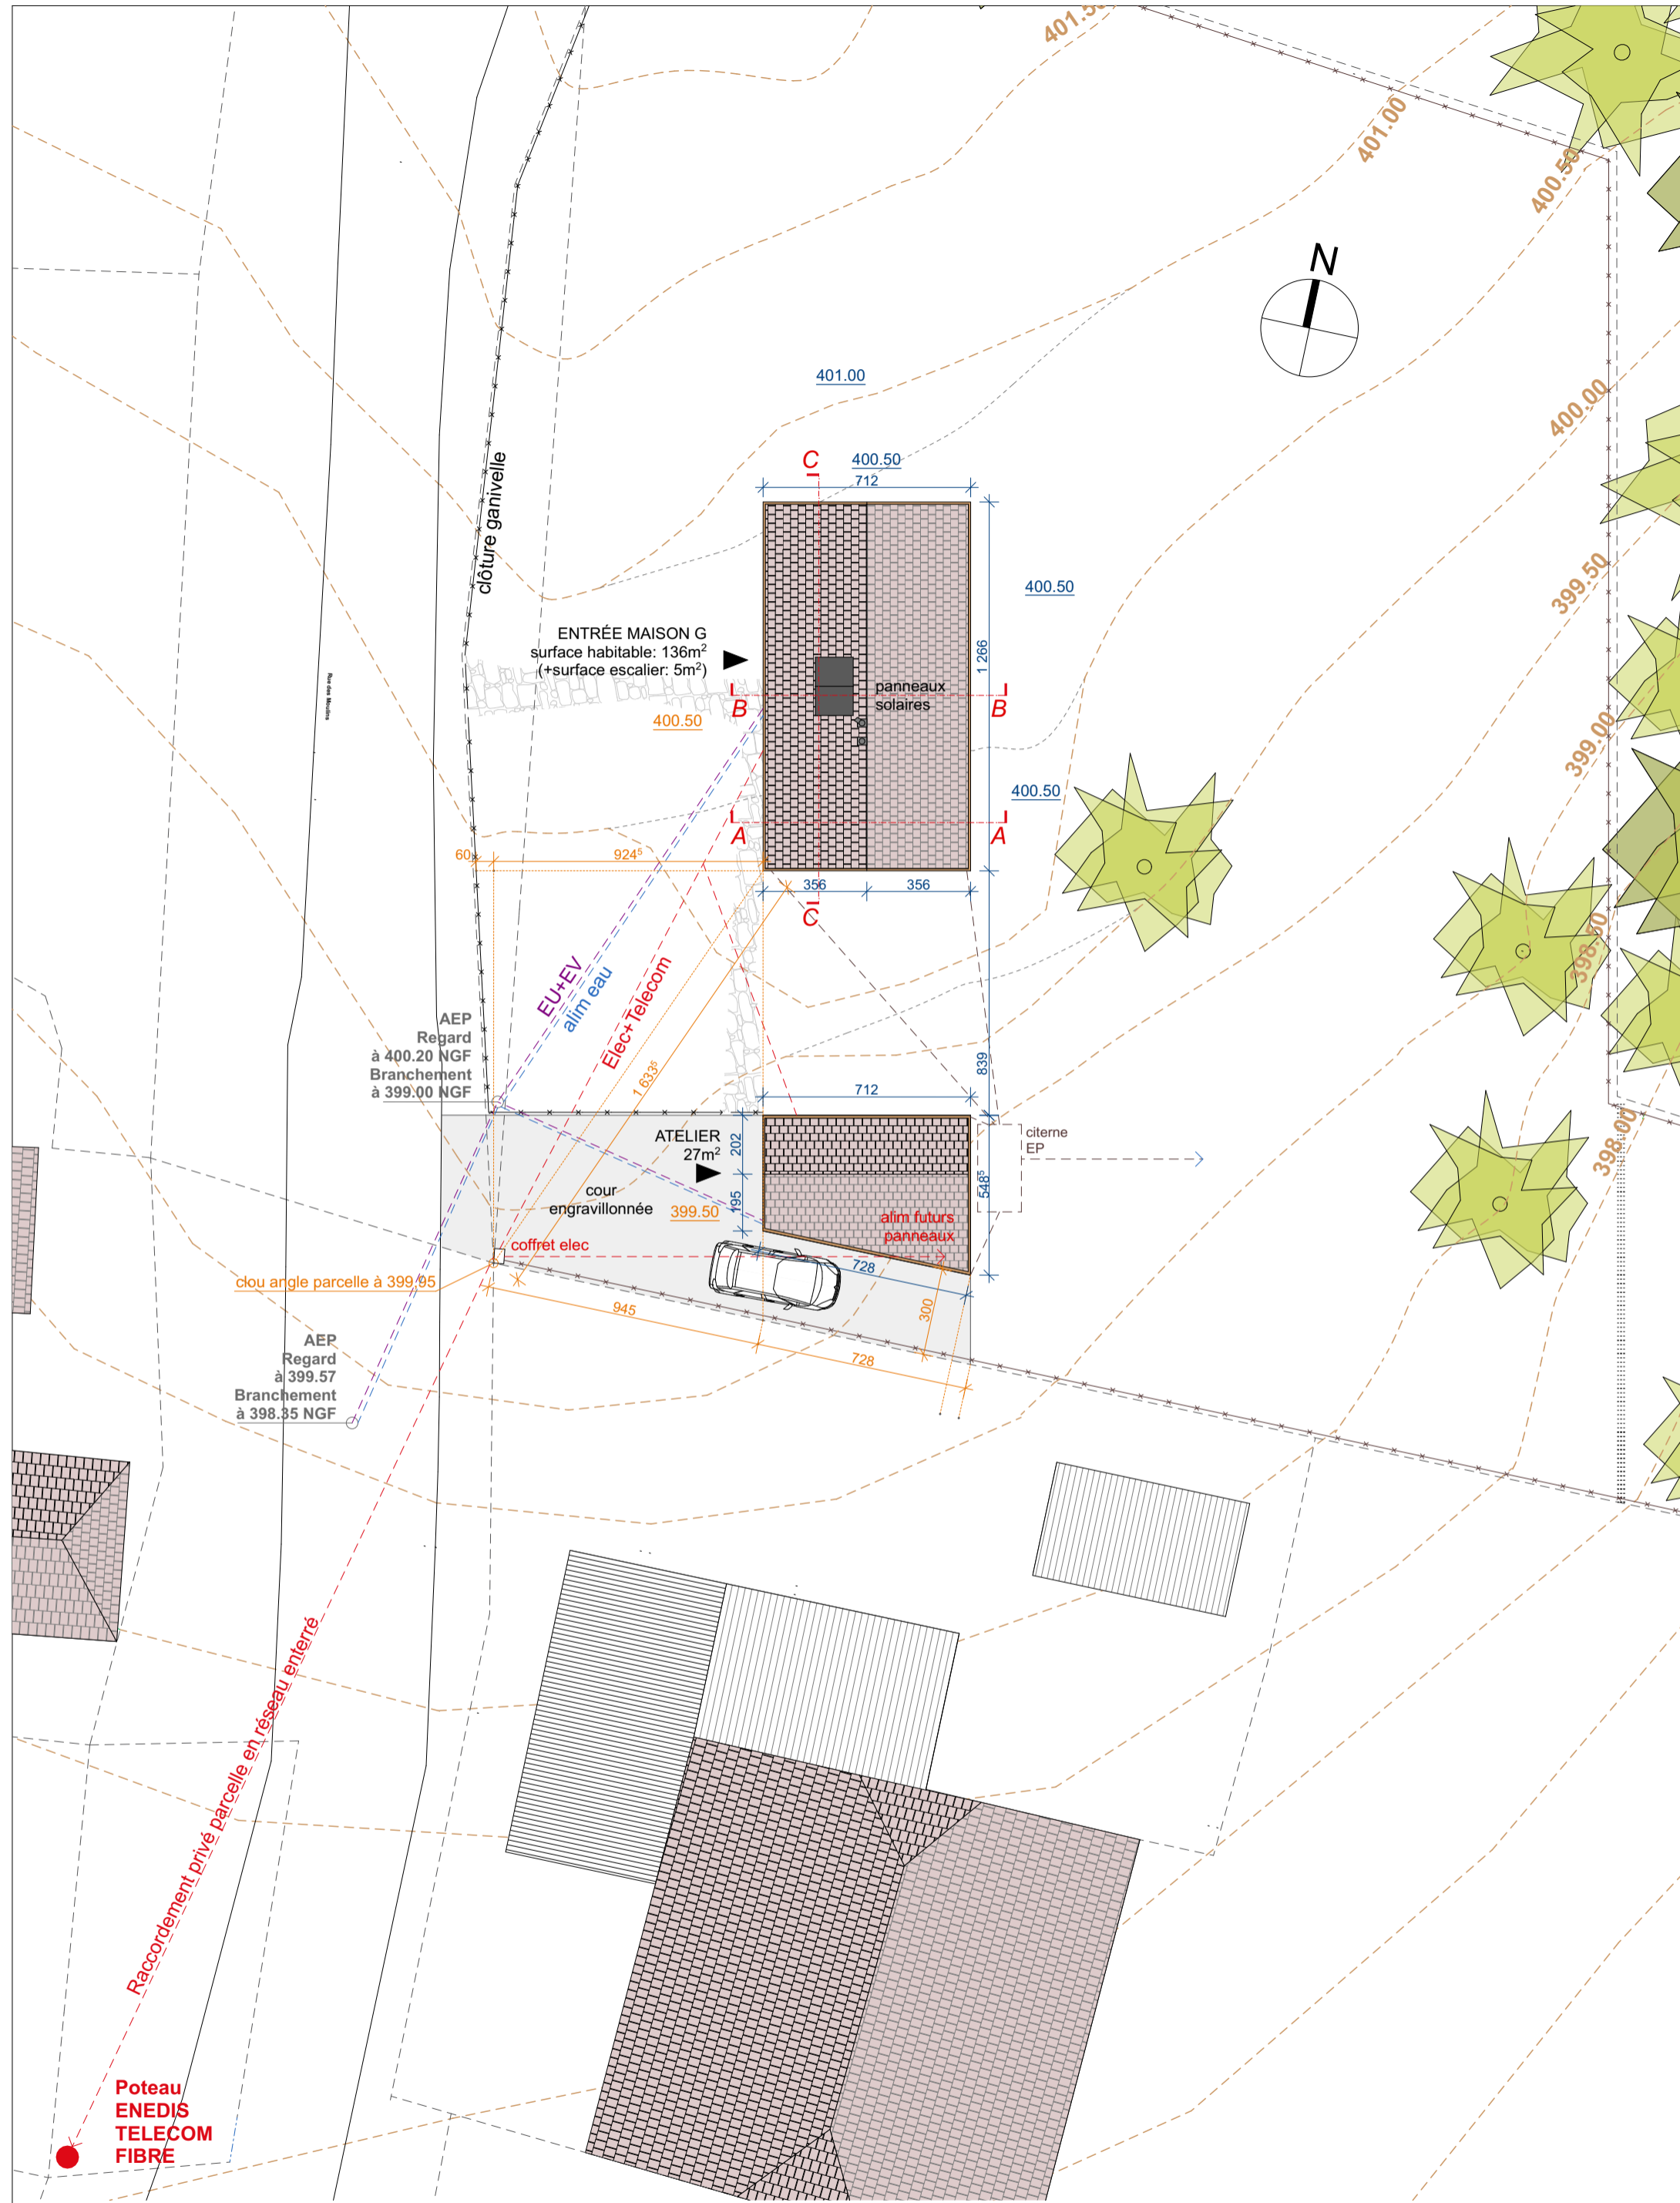 401.50
401.00
400.50
N
401.00
400.00
clôture ganivelle
C
400.50
712
399.50
400.50
ENTRÉE MAISON G
surface habitable: 136m²
(+surface escalier: 5m²)
1 266
Rue des Moulins
panneaux
solaires
B
B
400.50
399.00
400.50
A
A
60
924⁵
356
356
C
398.50
EU+EV
alim eau
Elec+Telecom
AEP
Regard
à 400.20 NGF
Branchement
à 399.00 NGF
1 633⁵
839
712
ATELIER
27m²
202
citerne
EP
398.00
cour
engravillonnée
399.50
195
548⁵
alim futurs
panneaux
coffret elec
728
clou angle parcelle à 399.95
945
300
728
AEP
Regard
à 399.57
Branchement
à 398.35 NGF
Raccordement privé parcelle en réseau enterré
Poteau
ENEDIS
TELECOM
FIBRE